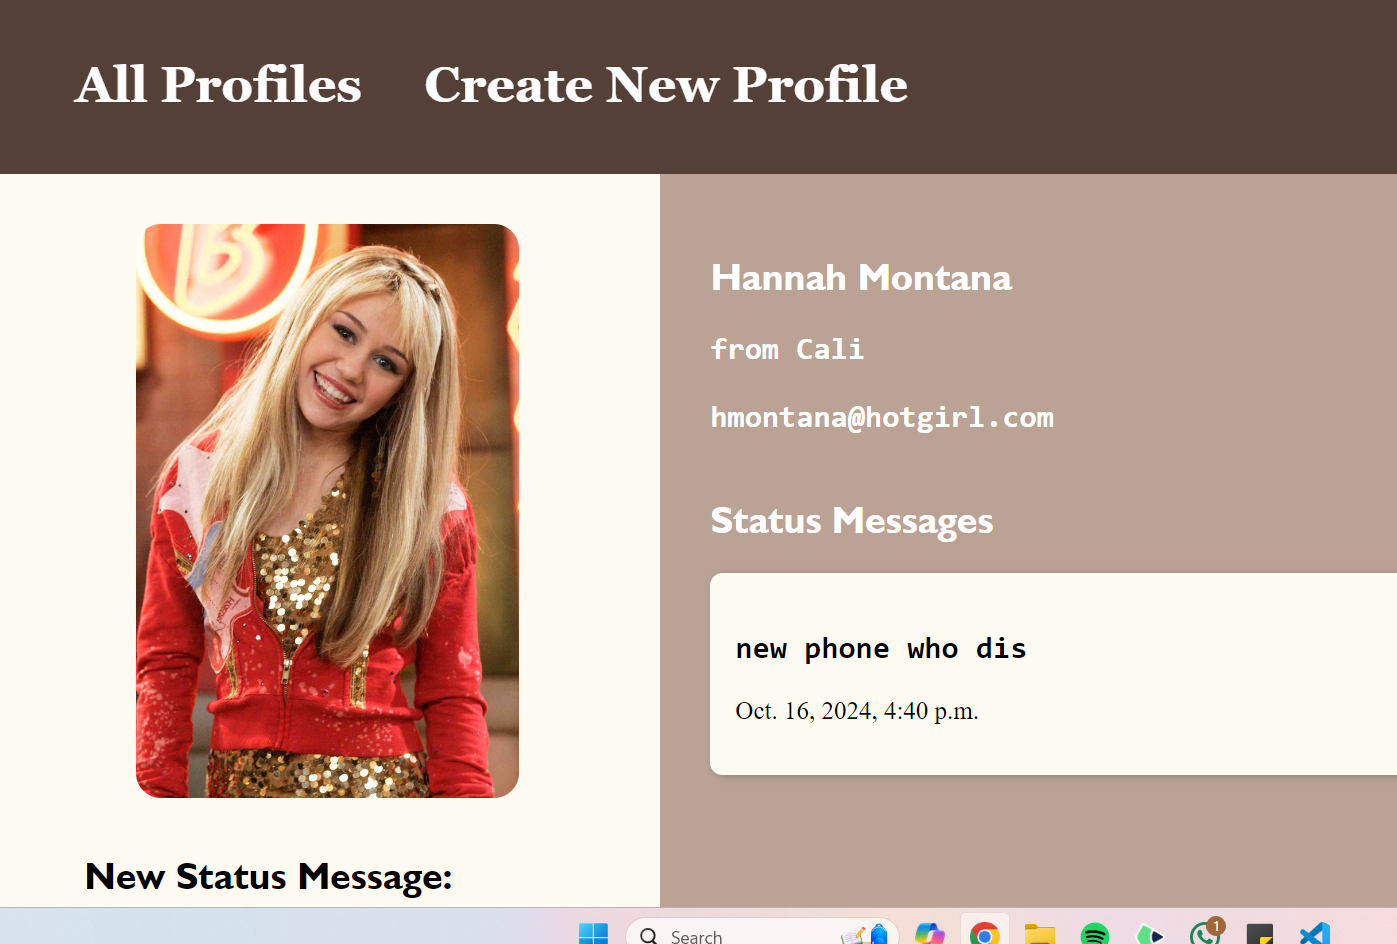 All Profiles Create New Profile
Hannah Montana
from Cali
hmontana@hotgirl.com
Status Messages
new phone who dis
Oct. 16, 2024, 4:40 p.m.
New Status Message:
Search
1